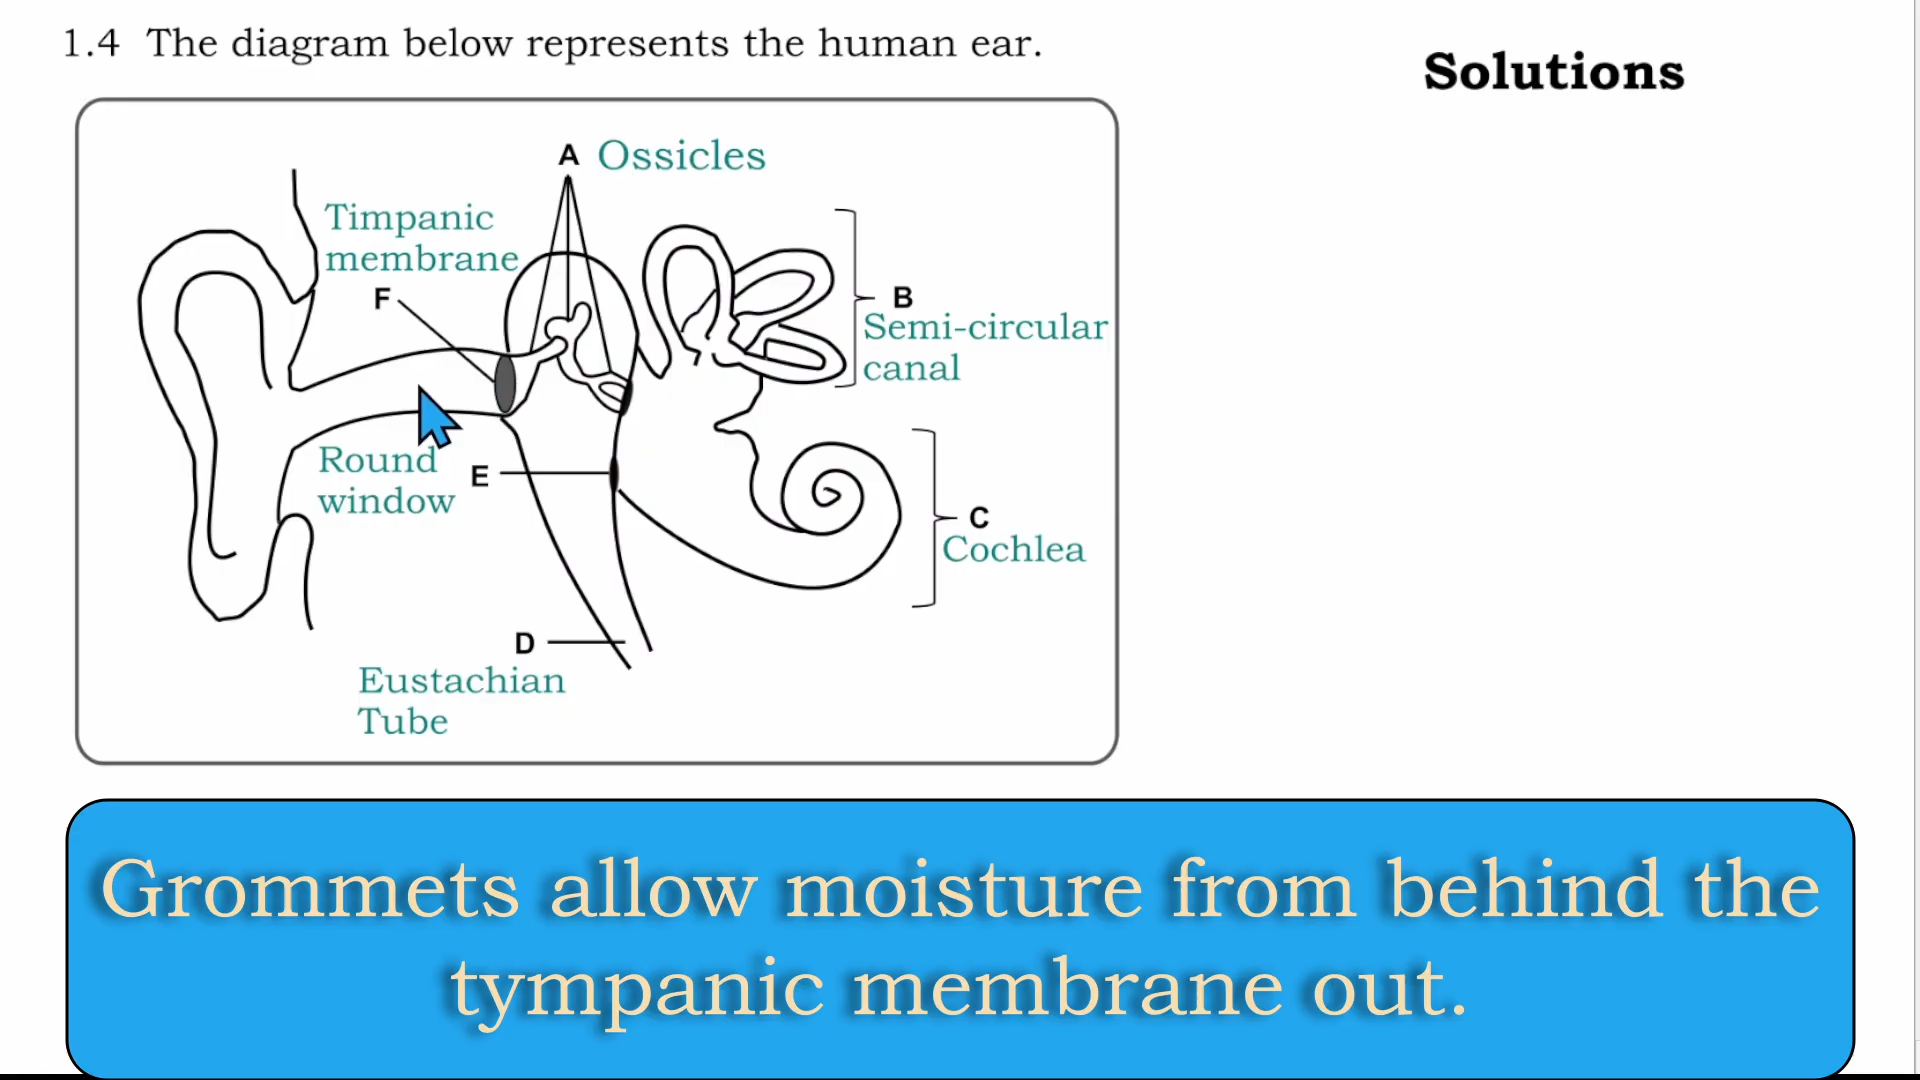 1.4 The diagram below represents the human ear.
Solutions
A Ossicles
Timpanic
membrane
F
B
Semi-circular
canal
Round
window
E
C
Cochlea
D
Eustachian
Tube
Grommets allow moisture from behind the
tympanic membrane out.